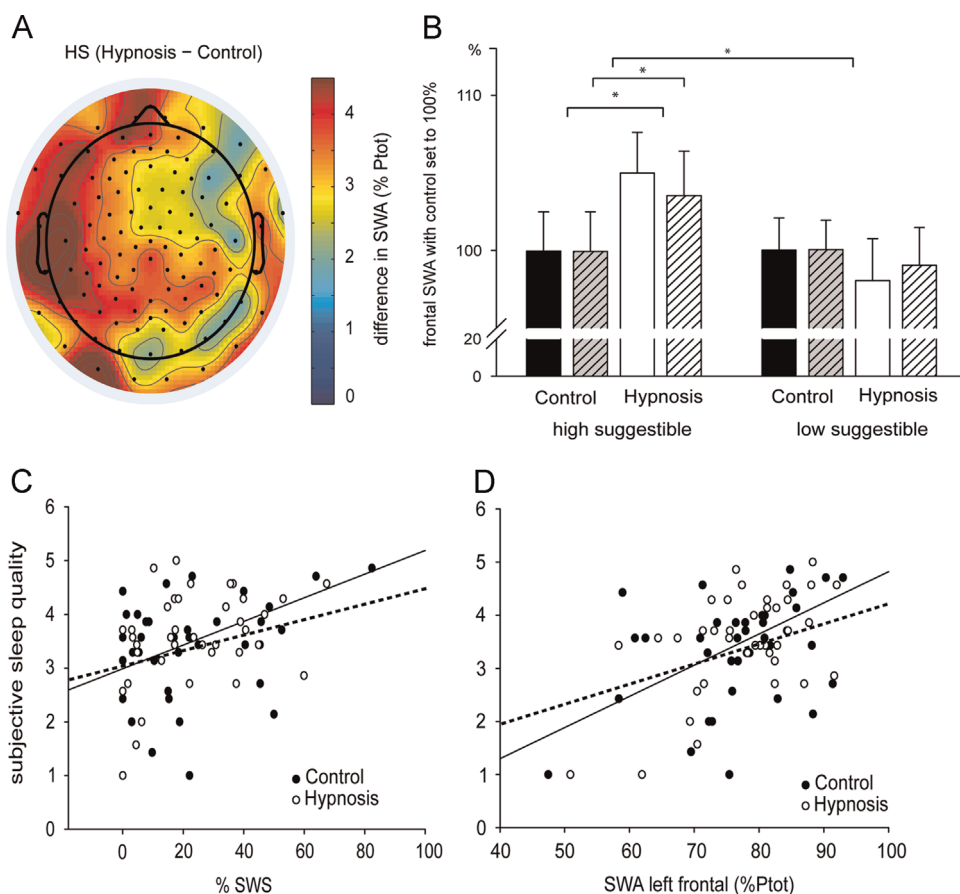 A
HS (Hypnosis − Control)
4
3
2
1
0
difference in SWA (% Ptot)
B
%
110
100
20
0
frontal SWA with control set to 100%
*
*
*
Control
Hypnosis
Control
Hypnosis
high suggestible
low suggestible
C
6
5
4
3
2
1
0
subjective sleep quality
Control
Hypnosis
0
20
40
60
80
100
% SWS
D
6
5
4
3
2
1
0
Control
Hypnosis
40
50
60
70
80
90
100
SWA left frontal (%Ptot)